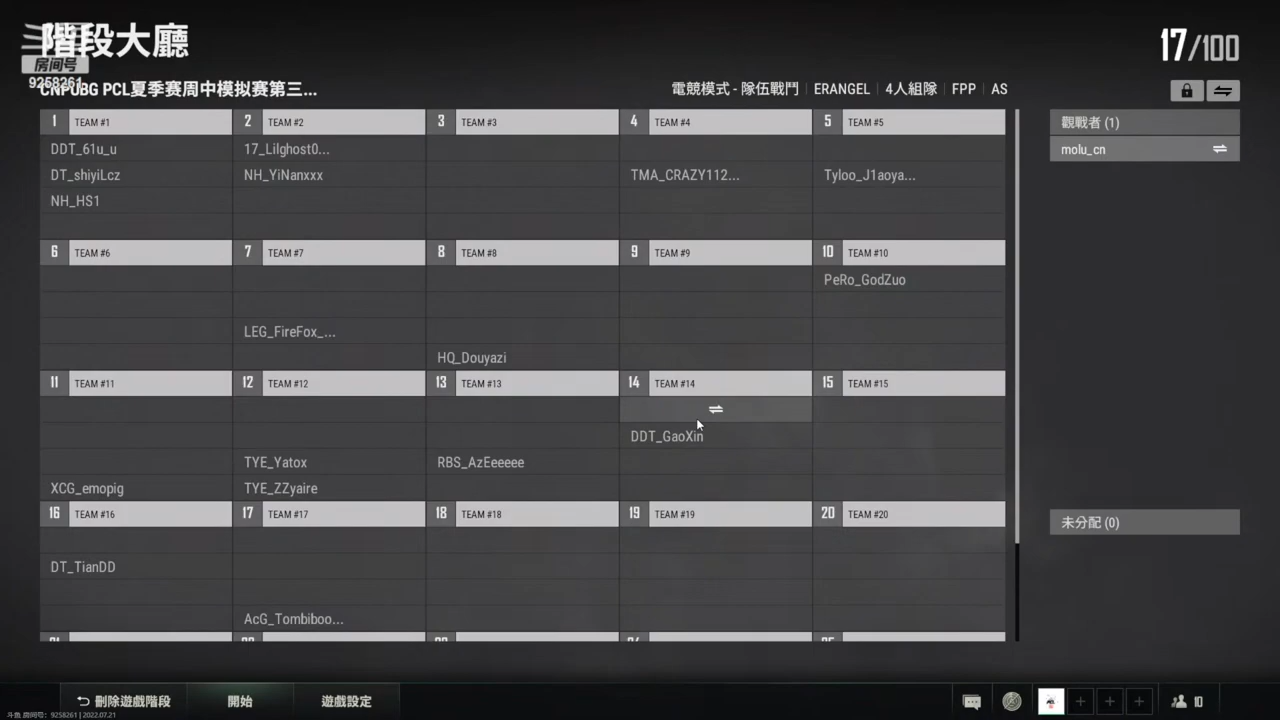 階段大廳
17/100
房间号
9258261
CNPUBG PCL夏季赛周中模拟赛第三...
電競模式 - 隊伍戰鬥 | ERANGEL | 4人組隊 | FPP | AS
1 TEAM #1
2 TEAM #2
3 TEAM #3
4 TEAM #4
5 TEAM #5
觀戰者 (1)
DDT_61u_u
17_Lilghost0...
molu_cn
DT_shiyiLcz
NH_YiNanxxx
TMA_CRAZY112...
Tyloo_J1aoya...
NH_HS1
6 TEAM #6
7 TEAM #7
8 TEAM #8
9 TEAM #9
10 TEAM #10
PeRo_GodZuo
LEG_FireFox_...
HQ_Douyazi
11 TEAM #11
12 TEAM #12
13 TEAM #13
14 TEAM #14
15 TEAM #15
DDT_GaoXin
TYE_Yatox
RBS_AzEeeeee
XCG_emopig
TYE_ZZyaire
16 TEAM #16
17 TEAM #17
18 TEAM #18
19 TEAM #19
20 TEAM #20
未分配 (0)
DT_TianDD
AcG_Tombiboo...
刪除遊戲階段
開始
遊戲設定
10
斗鱼 房间号: 9258261 | 2022.07.21